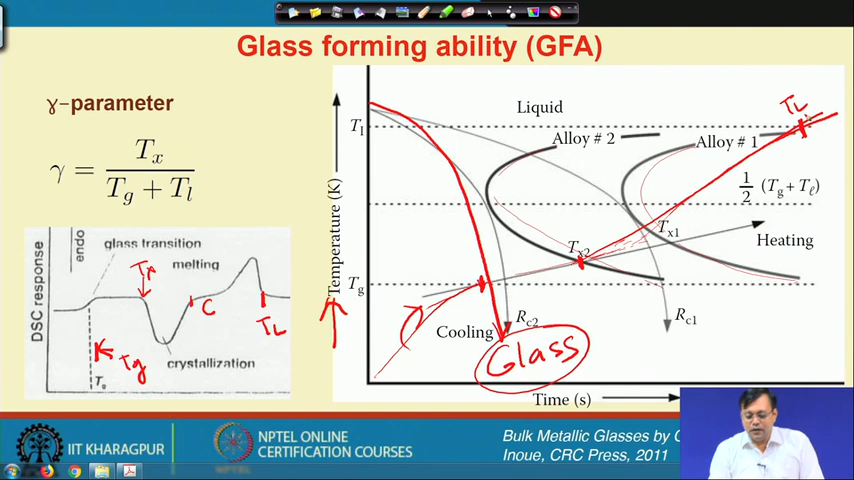 Glass forming ability (GFA)
ɣ-parameter
γ = Tx / (Tg + Tl)
DSC response
endo
glass transition
melting
Tx
C
TL
Tg
crystallization
Tg
Temperature (K)
Tl
Tg
Liquid
Alloy # 2
Alloy # 1
TL
1/2 (Tg + Tℓ)
Tx1
Tx2
Heating
Cooling
Rc2
Rc1
Glass
Time (s)
IIT KHARAGPUR
NPTEL ONLINE
CERTIFICATION COURSES
Bulk Metallic Glasses by
Inoue, CRC Press, 2011